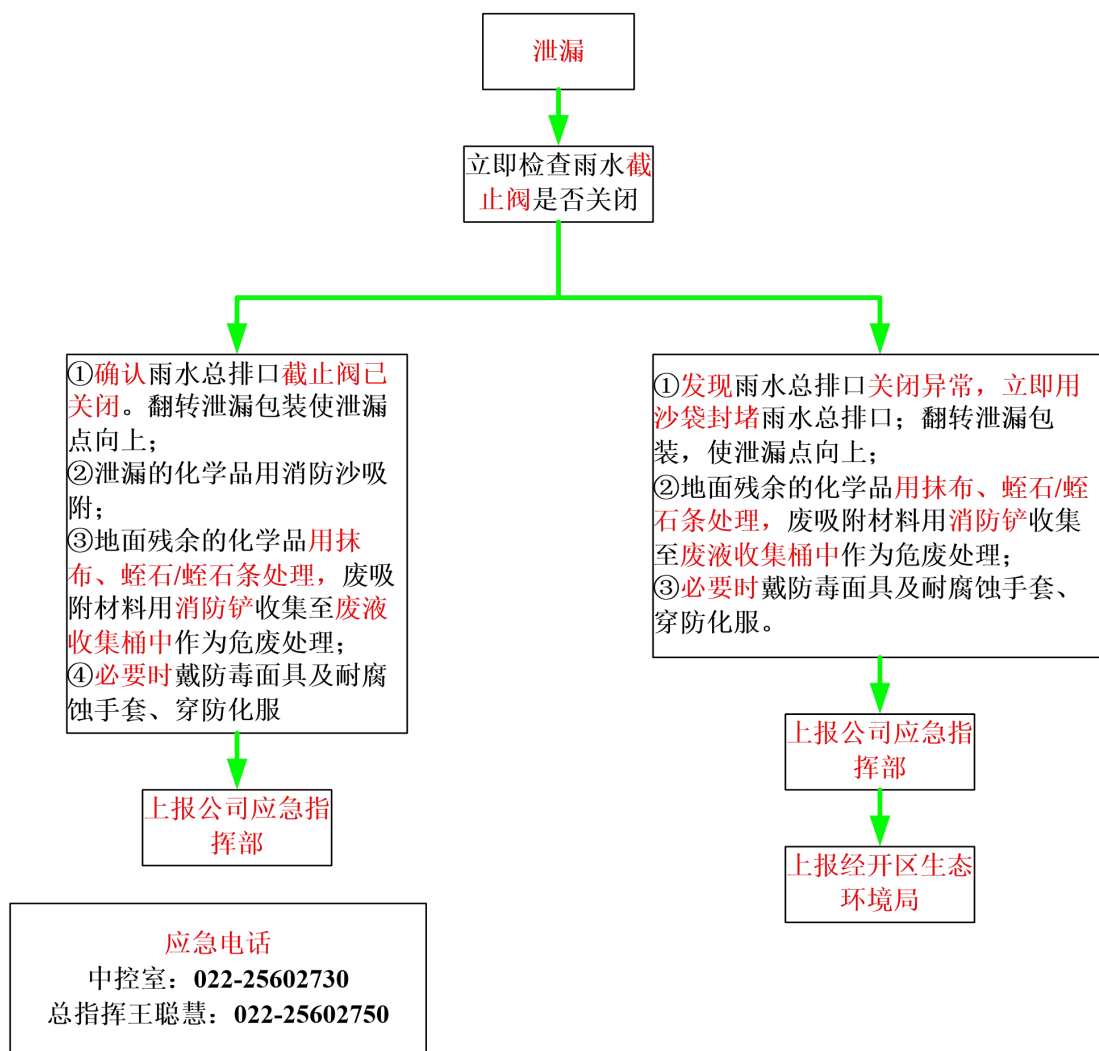 泄漏
立即检查雨水截
止阀是否关闭
①确认雨水总排口截止阀已
关闭。翻转泄漏包装使泄漏
点向上；
②泄漏的化学品用消防沙吸
附；
③地面残余的化学品用抹
布、蛭石/蛭石条处理，废吸
附材料用消防铲收集至废液
收集桶中作为危废处理；
④必要时戴防毒面具及耐腐
蚀手套、穿防化服
上报公司应急指
挥部
①发现雨水总排口关闭异常，立即用
沙袋封堵雨水总排口；翻转泄漏包
装，使泄漏点向上；
②地面残余的化学品用抹布、蛭石/蛭
石条处理，废吸附材料用消防铲收集
至废液收集桶中作为危废处理；
③必要时戴防毒面具及耐腐蚀手套、
穿防化服。
上报公司应急指
挥部
上报经开区生态
环境局
应急电话
中控室：022-25602730
总指挥王聪慧：022-25602750